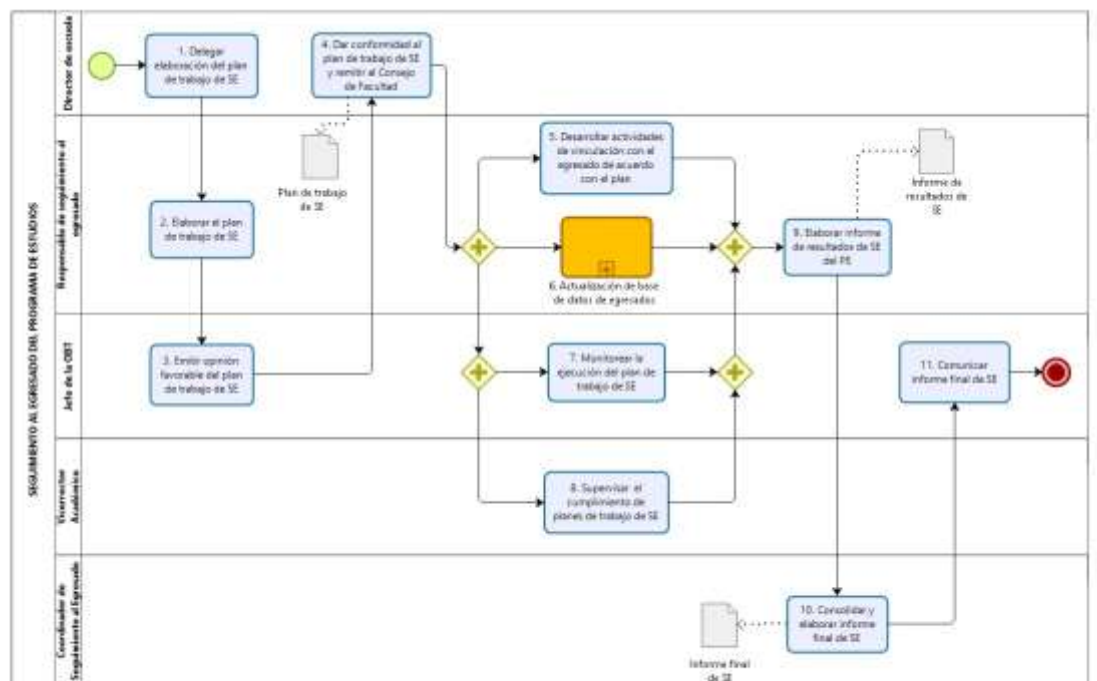 SEGUIMIENTO AL EGRESADO DEL PROGRAMA DE ESTUDIOS
Director de escuela
1. Delegar
elaboración del plan
de trabajo de SE
4. Dar conformidad al
plan de trabajo de SE
y remitir al Consejo
de Facultad
Responsable de seguimiento al
egresado
Plan de trabajo
de SE
2. Elaborar el plan
de trabajo de SE
5. Desarrollar actividades
de vinculación con el
egresado de acuerdo
con el plan
6. Actualización de base
de datos de egresados
9. Elaborar informe
de resultados de SE
del PE
Informe de
resultados de
SE
Jefe de la
3. Emitir opinión
favorable del plan
de trabajo de SE
7. Monitorear la
ejecución del plan de
trabajo de SE
11. Comunicar
informe final de SE
Vicerrector
Académico
8. Supervisar el
cumplimiento de
planes de trabajo de SE
Coordinador de
Seguimiento al Egresado
10. Consolidar y
elaborar informe
final de SE
Informe final
de SE